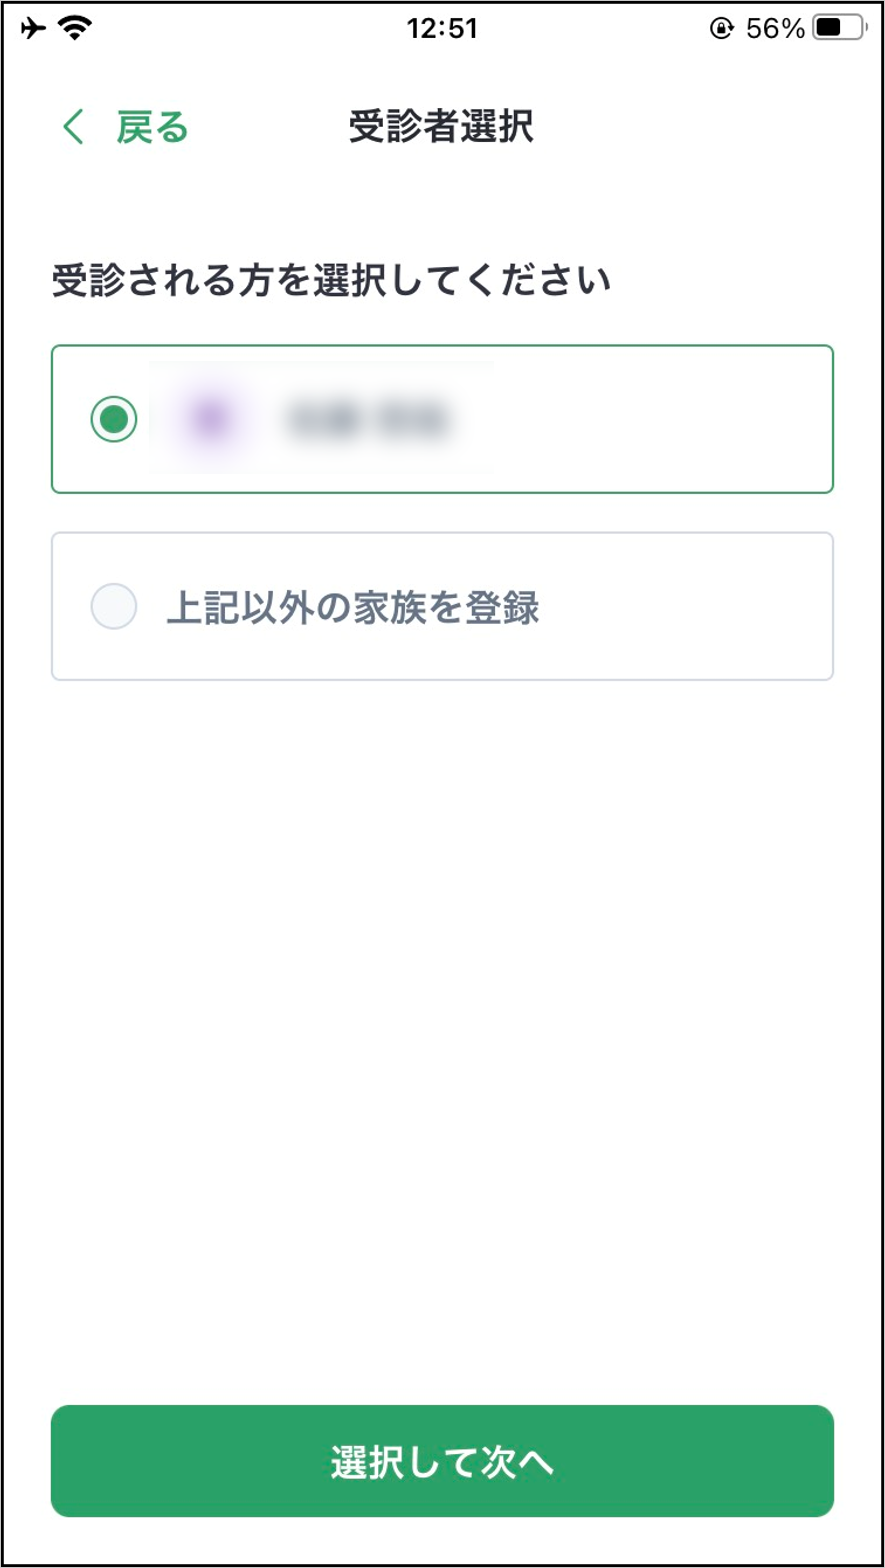 12:51
56%
戻る
受診者選択
受診される方を選択してください
上記以外の家族を登録
選択して次へ